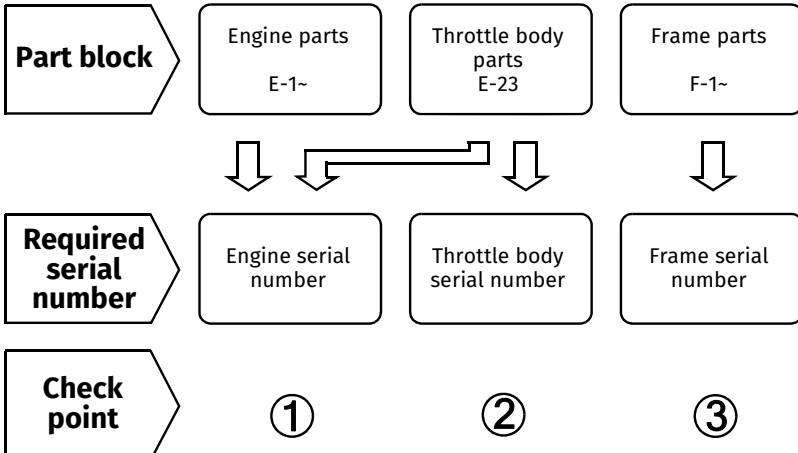 Part block
Engine parts
E-1~
Throttle body
parts
E-23
Frame parts
F-1~
Required
serial
number
Engine serial
number
Throttle body
serial number
Frame serial
number
Check
point
①
②
③